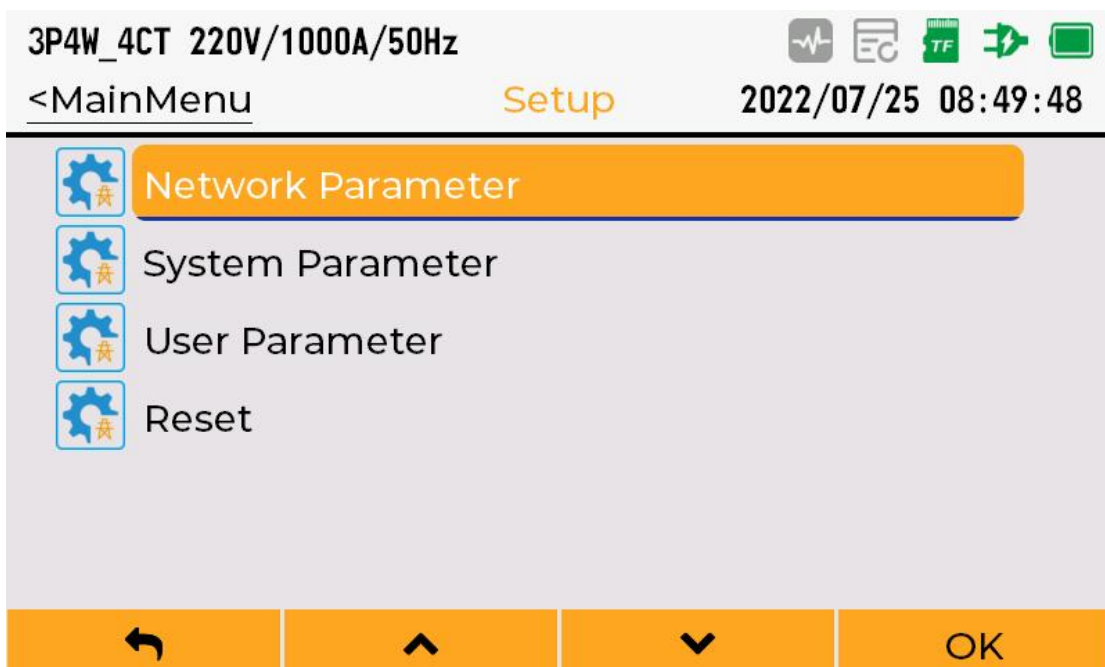 3P4W_4CT 220V/1000A/50Hz
TF
<MainMenu
Setup
2022/07/25 08:49:48
Network Parameter
System Parameter
User Parameter
Reset
OK